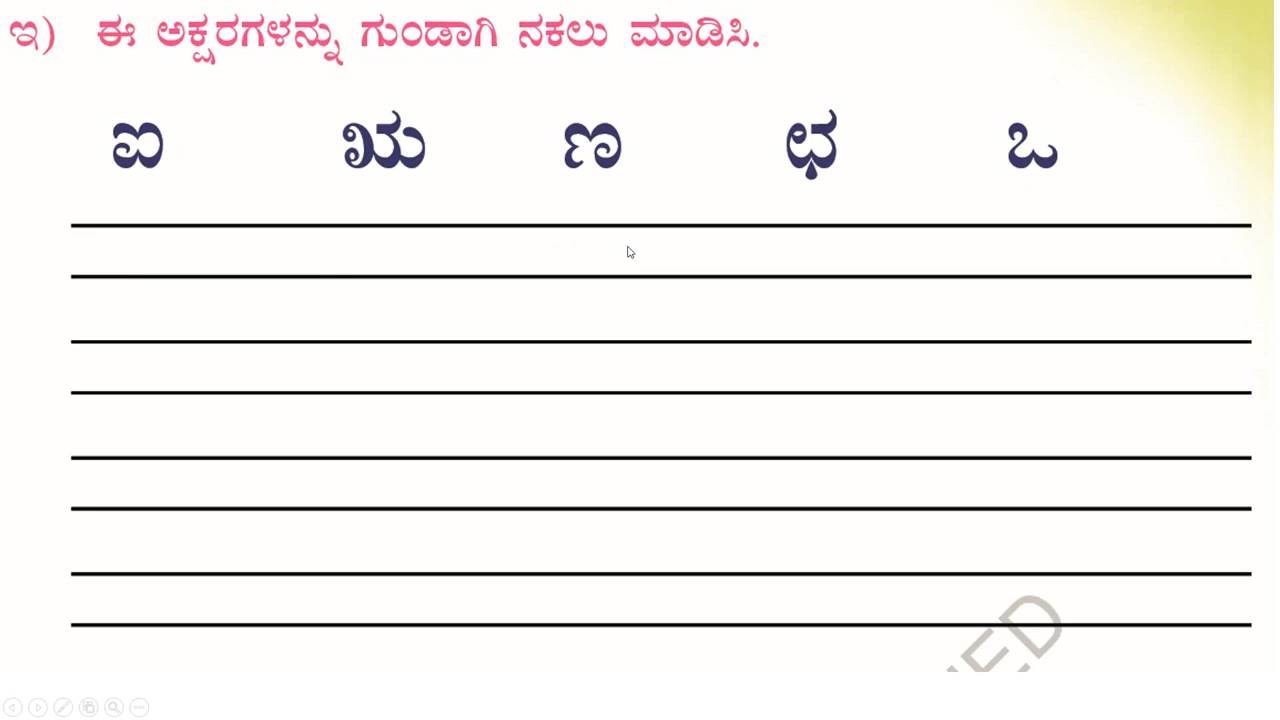 ಇ) ಈ ಅಕ್ಷರಗಳನ್ನು ಗುಂಡಾಗಿ ನಕಲು ಮಾಡಿಸಿ.
ಐ ಋ ಣ ಛ ಒ